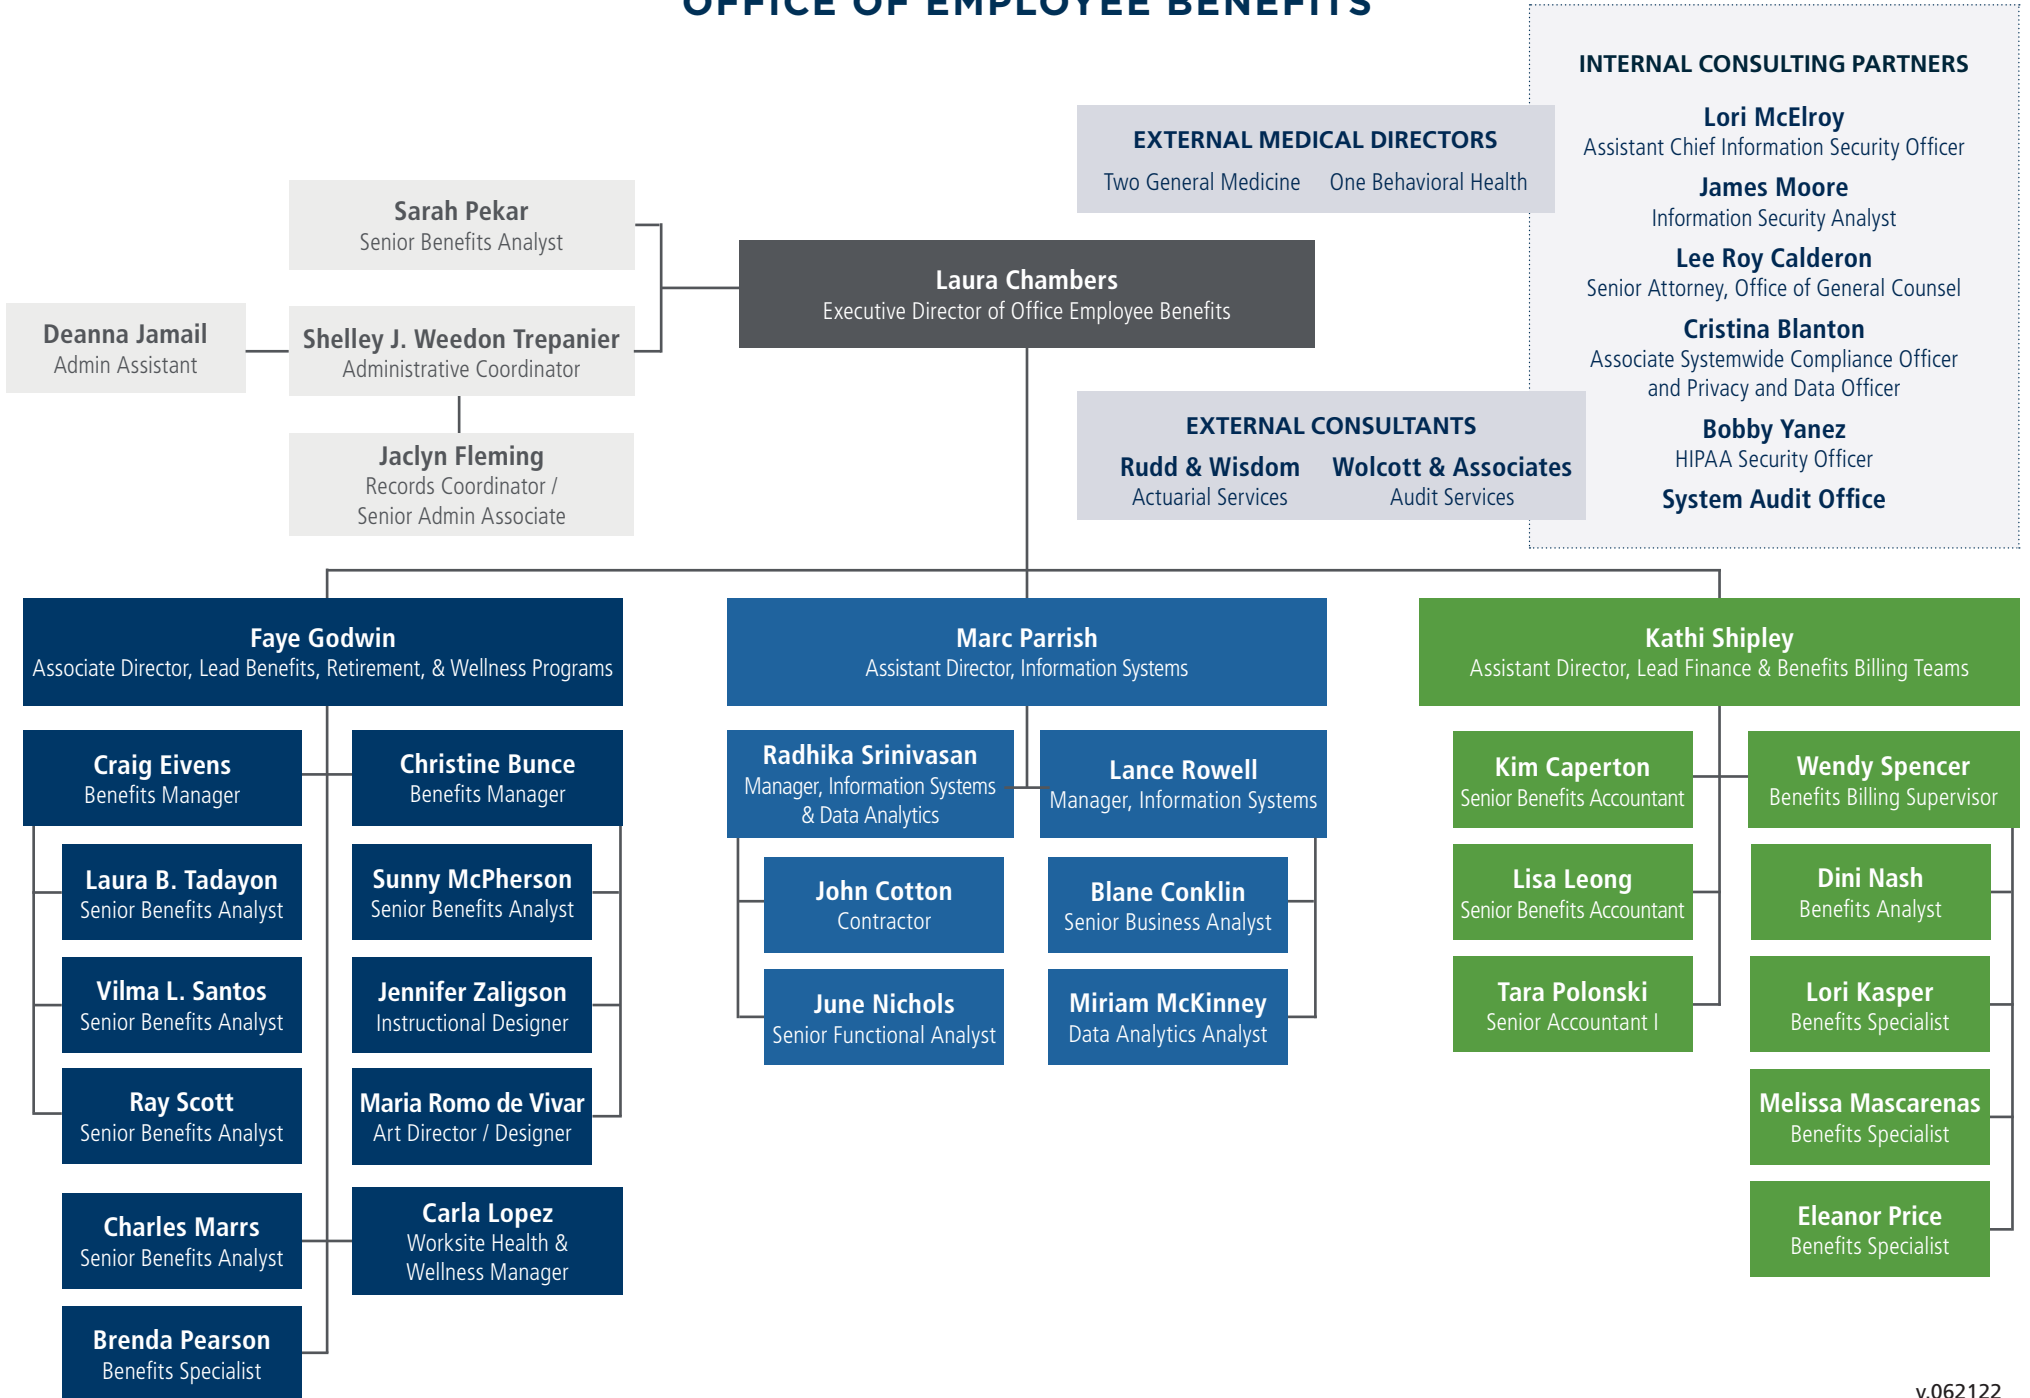 OFFICE OF EMPLOYEE BENEFITS
INTERNAL CONSULTING PARTNERS
Lori McElroy
Assistant Chief Information Security Officer
James Moore
Information Security Analyst
Lee Roy Calderon
Senior Attorney, Office of General Counsel
Cristina Blanton
Associate Systemwide Compliance Officer
and Privacy and Data Officer
Bobby Yanez
HIPAA Security Officer
System Audit Office
EXTERNAL MEDICAL DIRECTORS
Two General Medicine One Behavioral Health
Sarah Pekar
Senior Benefits Analyst
Laura Chambers
Executive Director of Office Employee Benefits
Deanna Jamail
Admin Assistant
Shelley J. Weedon Trepanier
Administrative Coordinator
Jaclyn Fleming
Records Coordinator /
Senior Admin Associate
EXTERNAL CONSULTANTS
Rudd & Wisdom
Actuarial Services
Wolcott & Associates
Audit Services
Faye Godwin
Associate Director, Lead Benefits, Retirement, & Wellness Programs
Craig Eivens
Benefits Manager
Laura B. Tadayon
Senior Benefits Analyst
Vilma L. Santos
Senior Benefits Analyst
Ray Scott
Senior Benefits Analyst
Christine Bunce
Benefits Manager
Sunny McPherson
Senior Benefits Analyst
Jennifer Zaligson
Instructional Designer
Maria Romo de Vivar
Art Director / Designer
Charles Marrs
Senior Benefits Analyst
Carla Lopez
Worksite Health &
Wellness Manager
Brenda Pearson
Benefits Specialist
Marc Parrish
Assistant Director, Information Systems
Radhika Srinivasan
Manager, Information Systems
& Data Analytics
John Cotton
Contractor
June Nichols
Senior Functional Analyst
Lance Rowell
Manager, Information Systems
Blane Conklin
Senior Business Analyst
Miriam McKinney
Data Analytics Analyst
Kathi Shipley
Assistant Director, Lead Finance & Benefits Billing Teams
Kim Caperton
Senior Benefits Accountant
Lisa Leong
Senior Benefits Accountant
Tara Polonski
Senior Accountant I
Wendy Spencer
Benefits Billing Supervisor
Dini Nash
Benefits Analyst
Lori Kasper
Benefits Specialist
Melissa Mascarenas
Benefits Specialist
Eleanor Price
Benefits Specialist
v.062122